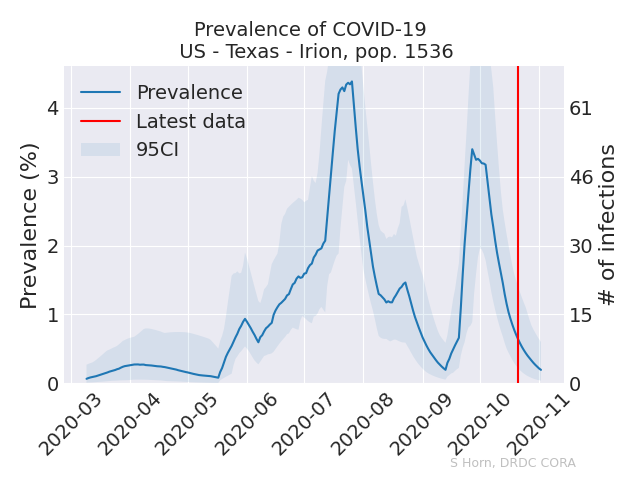 Prevalence of COVID-19
US - Texas - Irion, pop. 1536
Prevalence
Latest data
95CI
Prevalence (%)
4
3
2
1
0
61
46
30
15
0
# of infections
2020-03
2020-04
2020-05
2020-06
2020-07
2020-08
2020-09
2020-10
2020-11
S Horn, DRDC CORA